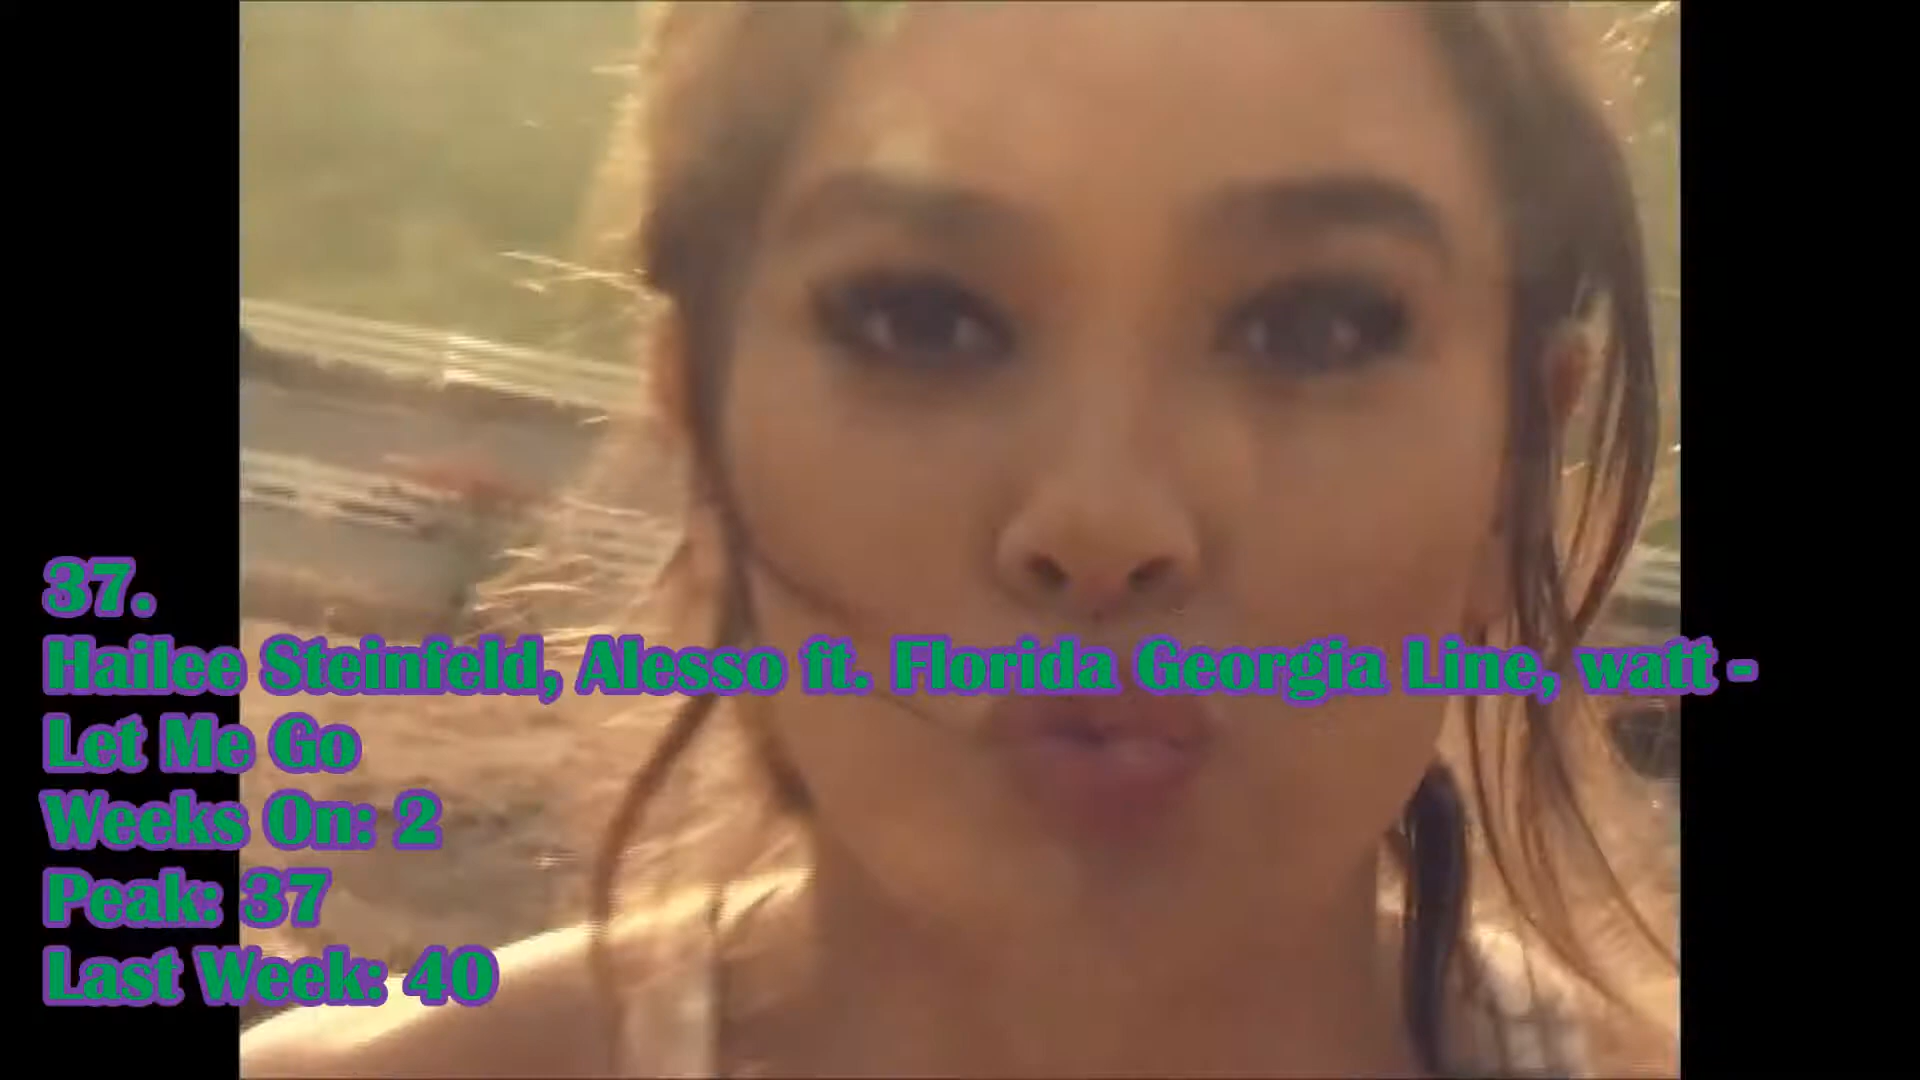 37.
Hailee Steinfeld, Alesso ft. Florida Georgia Line, watt -
Let Me Go
Weeks On: 2
Peak: 37
Last Week: 40